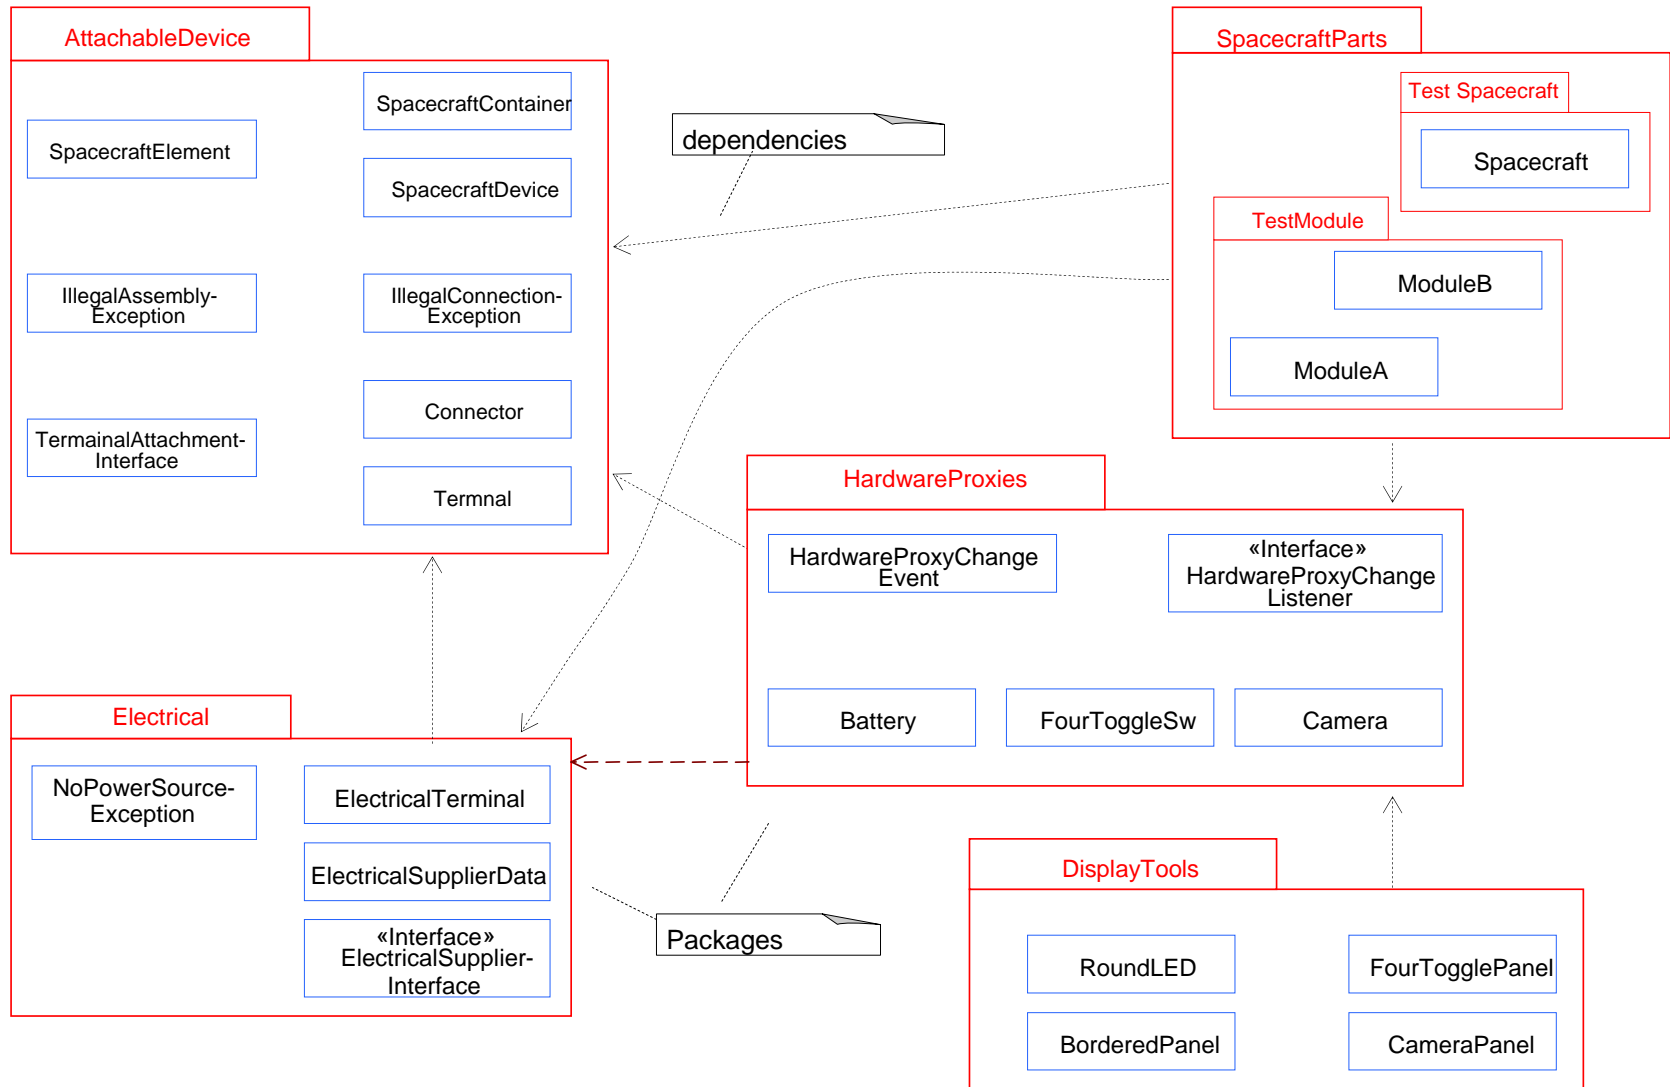 AttachableDevice
SpacecraftContainer
SpacecraftElement
SpacecraftDevice
IllegalAssembly-
Exception
IllegalConnection-
Exception
Connector
TermainalAttachment-
Interface
Termnal
dependencies
SpacecraftParts
Test Spacecraft
Spacecraft
TestModule
ModuleB
ModuleA
HardwareProxies
HardwareProxyChange
Event
«Interface»
HardwareProxyChange
Listener
Battery
FourToggleSw
Camera
Electrical
NoPowerSource-
Exception
ElectricalTerminal
ElectricalSupplierData
«Interface»
ElectricalSupplier-
Interface
Packages
DisplayTools
RoundLED
FourTogglePanel
BorderedPanel
CameraPanel